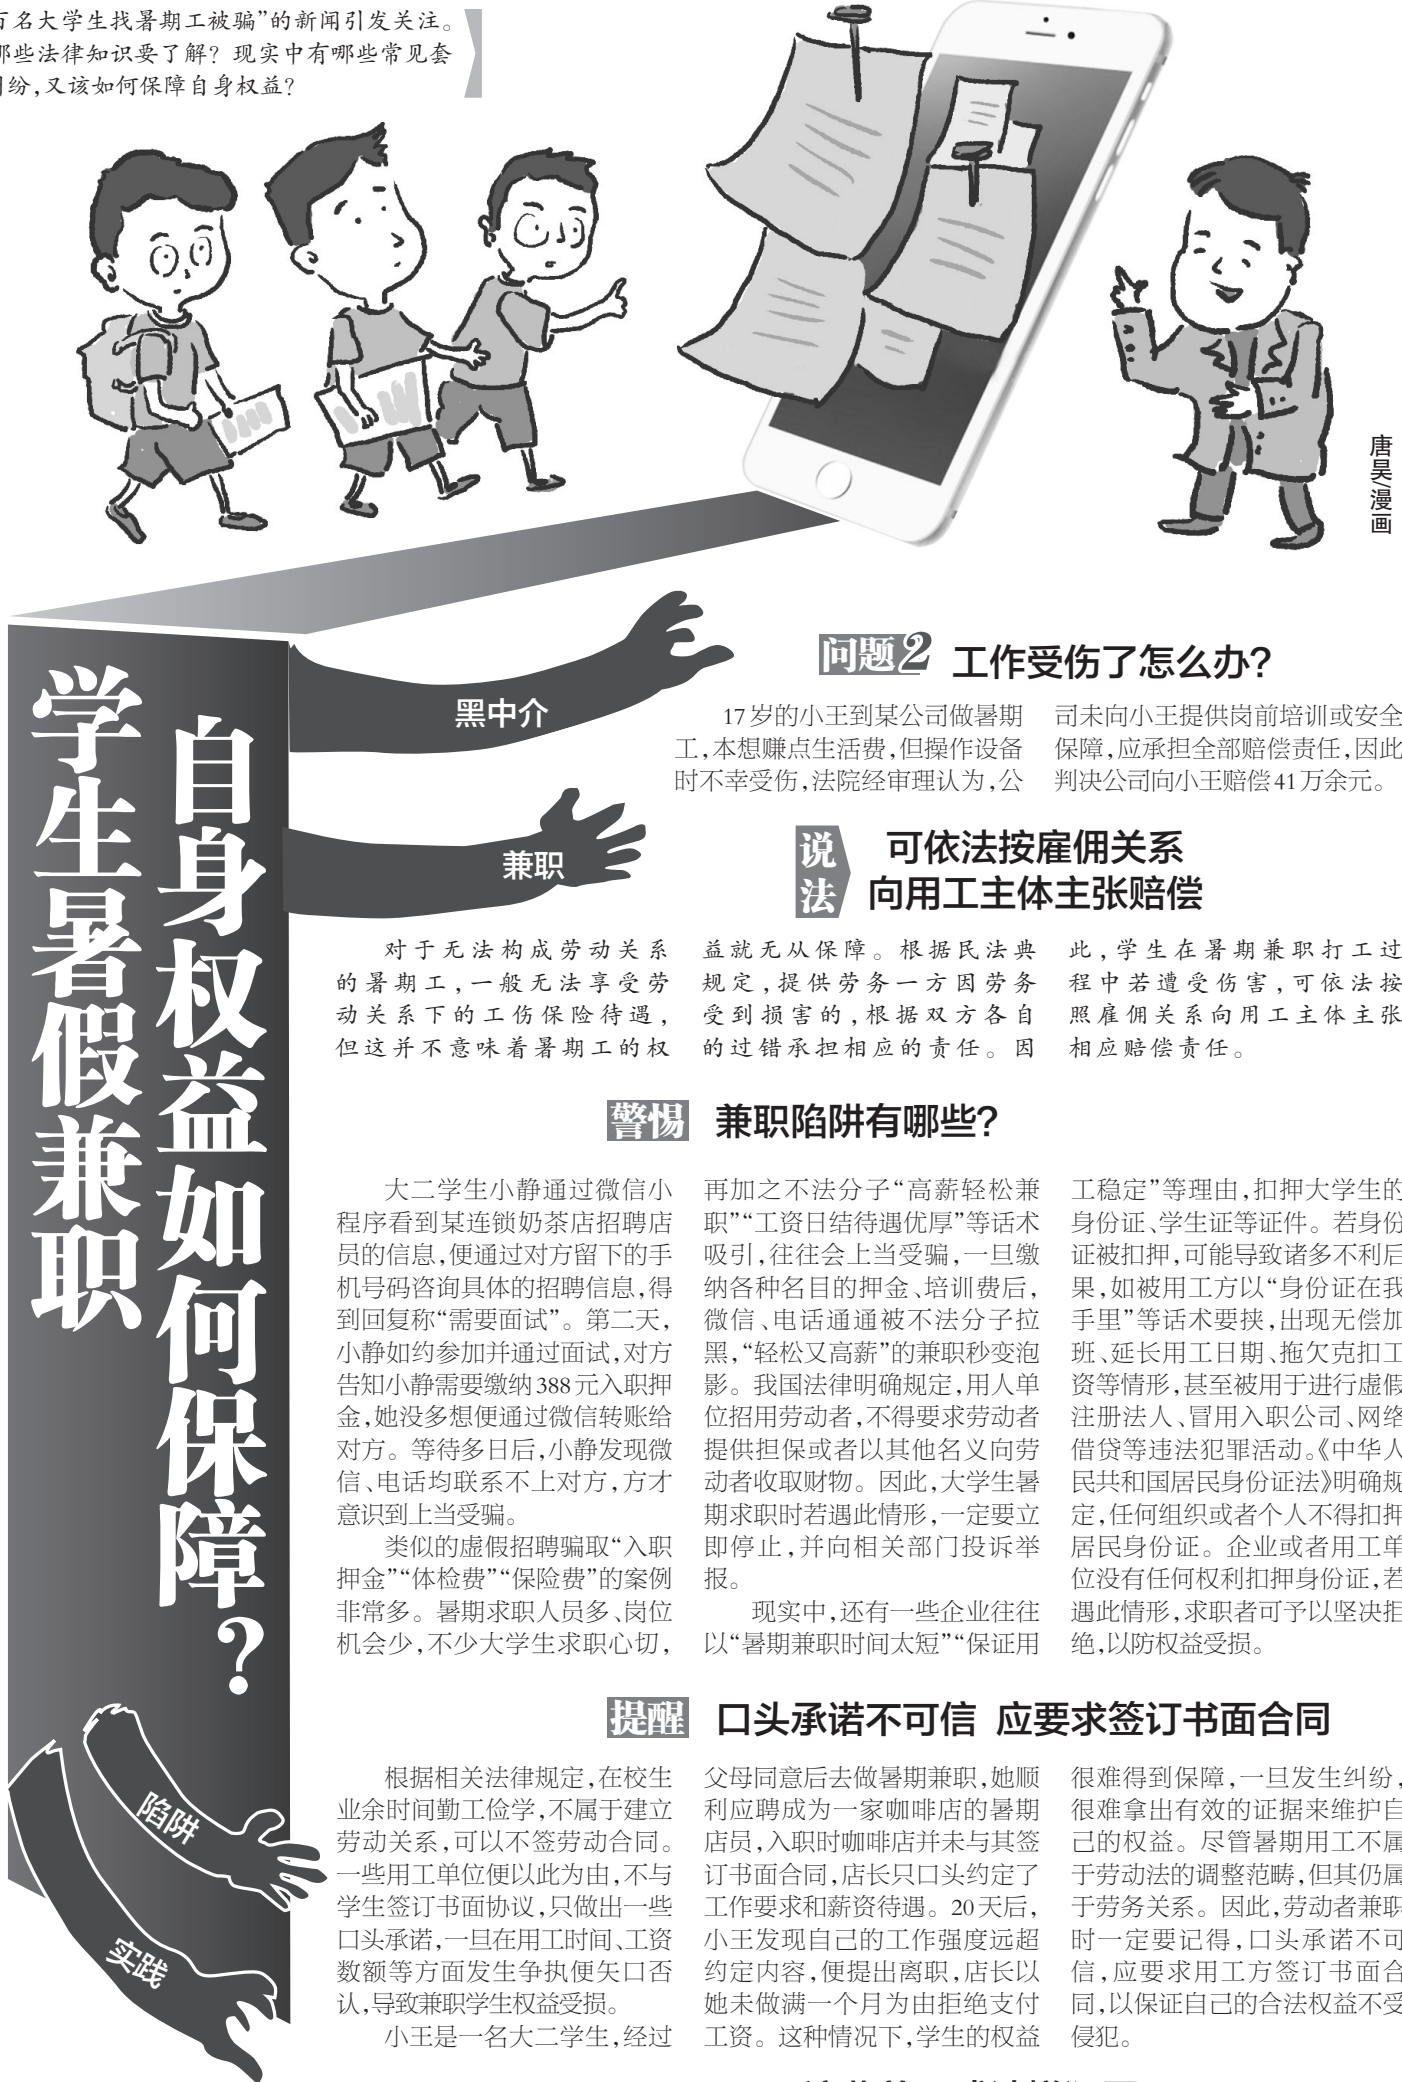 百名大学生找暑期工被骗”的新闻引发关注。
哪些法律知识要了解？现实中有哪些常见套
纠纷，又该如何保障自身权益？
唐昊/漫画
学生暑假兼职
自身权益如何保障？
黑中介
兼职
陷阱
实践
问题2 工作受伤了怎么办？
17岁的小王到某公司做暑期
工，本想赚点生活费，但操作设备
时不幸受伤，法院经审理认为，公
司未向小王提供岗前培训或安全
保障，应承担全部赔偿责任，因此
判决公司向小王赔偿41万余元。
说法
可依法按雇佣关系
向用工主体主张赔偿
对于无法构成劳动关系
的暑期工，一般无法享受劳
动关系下的工伤保险待遇，
但这并不意味着暑期工的权
益就无从保障。根据民法典
规定，提供劳务一方因劳务
受到损害的，根据双方各自
的过错承担相应的责任。因
此，学生在暑期兼职打工过
程中若遭受伤害，可依法按
照雇佣关系向用工主体主张
相应赔偿责任。
警惕 兼职陷阱有哪些？
大二学生小静通过微信小
程序看到某连锁奶茶店招聘店
员的信息，便通过对方留下的手
机号码咨询具体的招聘信息，得
到回复称“需要面试”。第二天，
小静如约参加并通过面试，对方
告知小静需要缴纳388元入职押
金，她没多想便通过微信转账给
对方。等待多日后，小静发现微
信、电话均联系不上对方，方才
意识到上当受骗。
类似的虚假招聘骗取“入职
押金”“体检费”“保险费”的案例
非常多。暑期求职人员多、岗位
机会少，不少大学生求职心切，
再加之不法分子“高薪轻松兼
职”“工资日结待遇优厚”等话术
吸引，往往会上当受骗，一旦缴
纳各种名目的押金、培训费后，
微信、电话通通被不法分子拉
黑，“轻松又高薪”的兼职秒变泡
影。我国法律明确规定，用人单
位招用劳动者，不得要求劳动者
提供担保或者以其他名义向劳
动者收取财物。因此，大学生暑
期求职时若遇此情形，一定要立
即停止，并向相关部门投诉举
报。
现实中，还有一些企业往往
以“暑期兼职时间太短”“保证用
工稳定”等理由，扣押大学生的
身份证、学生证等证件。若身份
证被扣押，可能导致诸多不利后
果，如被用工方以“身份证在我
手里”等话术要挟，出现无偿加
班、延长用工日期、拖欠克扣工
资等情形，甚至被用于进行虚假
注册法人、冒用入职公司、网络
借贷等违法犯罪活动。《中华人
民共和国居民身份证法》明确规
定，任何组织或者个人不得扣押
居民身份证。企业或者用工单
位没有任何权利扣押身份证，若
遇此情形，求职者可予以坚决拒
绝，以防权益受损。
提醒 口头承诺不可信 应要求签订书面合同
根据相关法律规定，在校生
业余时间勤工俭学，不属于建立
劳动关系，可以不签劳动合同。
一些用工单位便以此为由，不与
学生签订书面协议，只做出一些
口头承诺，一旦在用工时间、工资
数额等方面发生争执便矢口否
认，导致兼职学生权益受损。
小王是一名大二学生，经过
父母同意后去做暑期兼职，她顺
利应聘成为一家咖啡店的暑期
店员，入职时咖啡店并未与其签
订书面合同，店长只口头约定了
工作要求和薪资待遇。20天后，
小王发现自己的工作强度远超
约定内容，便提出离职，店长以
她未做满一个月为由拒绝支付
工资。这种情况下，学生的权益
很难得到保障，一旦发生纠纷，
很难拿出有效的证据来维护自
己的权益。尽管暑期用工不属
于劳动法的调整范畴，但其仍属
于劳务关系。因此，劳动者兼职
时一定要记得，口头承诺不可
信，应要求用工方签订书面合
同，以保证自己的合法权益不受
侵犯。